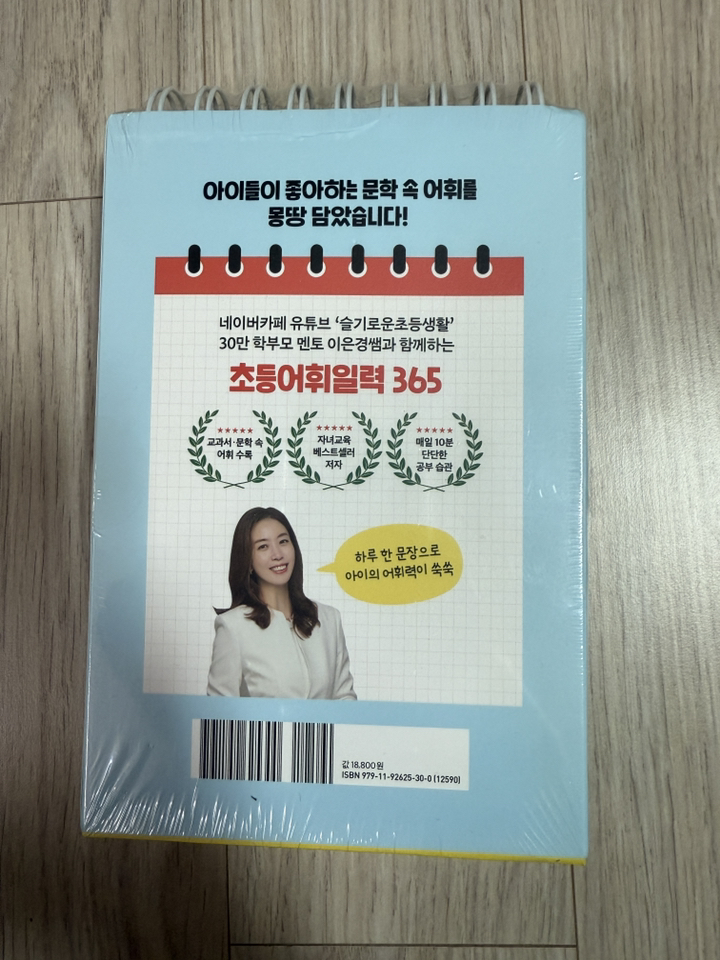 아이들이 좋아하는 문학 속 어휘를
몽땅 담았습니다!
네이버카페 유튜브 ‘슬기로운초등생활’
30만 학부모 멘토 이은경쌤과 함께하는
초등어휘일력 365
★★★★★
교과서·문학 속
어휘 수록
★★★★★
자녀교육
베스트셀러
저자
★★★★★
매일 10분
단단한
공부 습관
하루 한 문장으로
아이의 어휘력이 쑥쑥
값 18,800원
ISBN 979-11-92625-30-0 (12590)